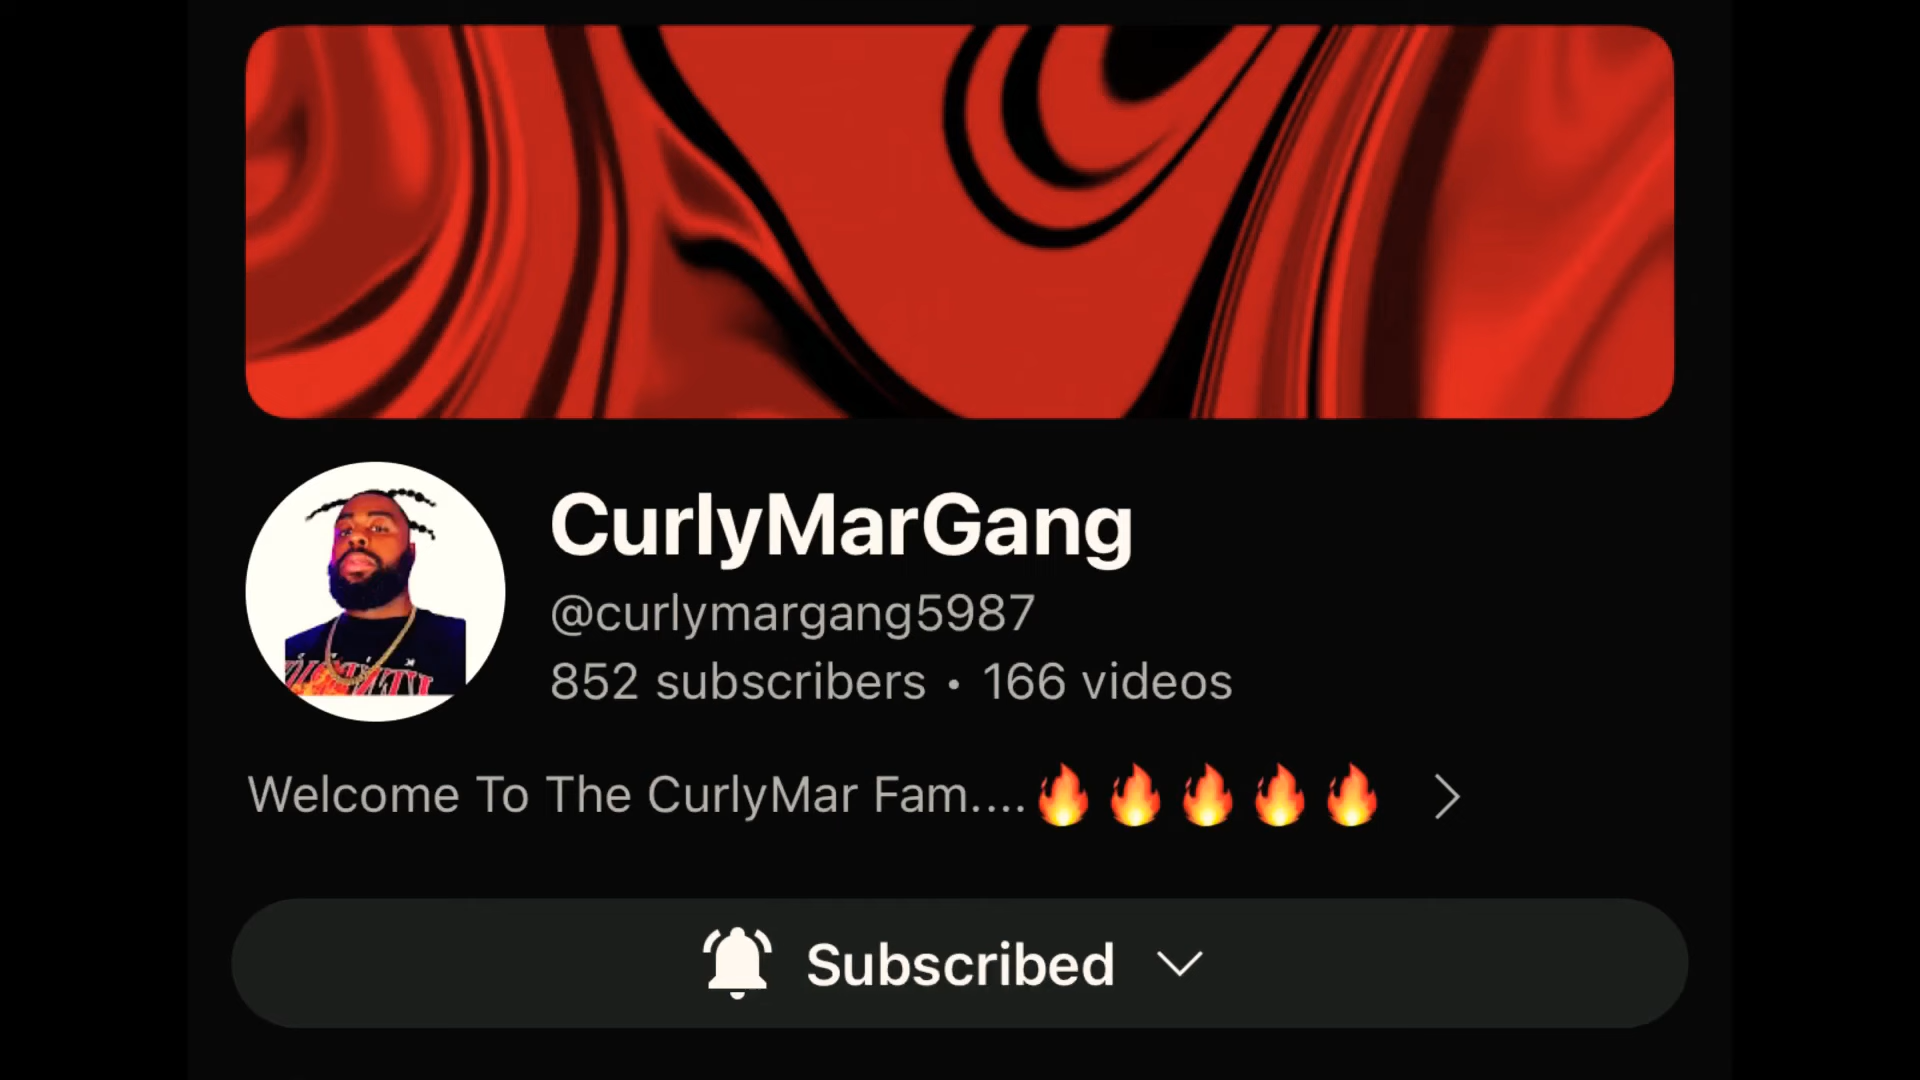 CurlyMarGang
@curlymargang5987
852 subscribers • 166 videos
Welcome To The CurlyMar Fam....🔥🔥🔥🔥🔥
Subscribed